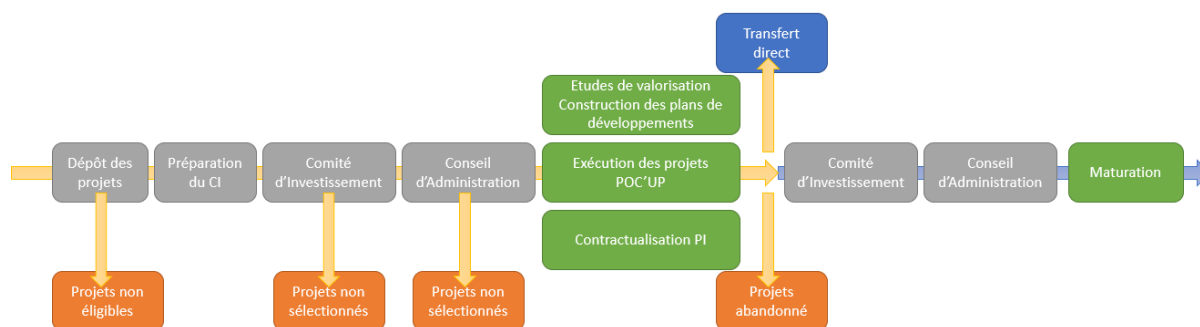 Transfert
direct
Etudes de valorisation
Construction des plans de
développements
Dépôt des
projets
Préparation
du CI
Comité
d'Investissement
Conseil
d'Administration
Exécution des projets
POC'UP
Comité
d'Investissement
Conseil
d'Administration
Maturation
Contractualisation PI
Projets non
éligibles
Projets non
sélectionnés
Projets non
sélectionnés
Projets
abandonné